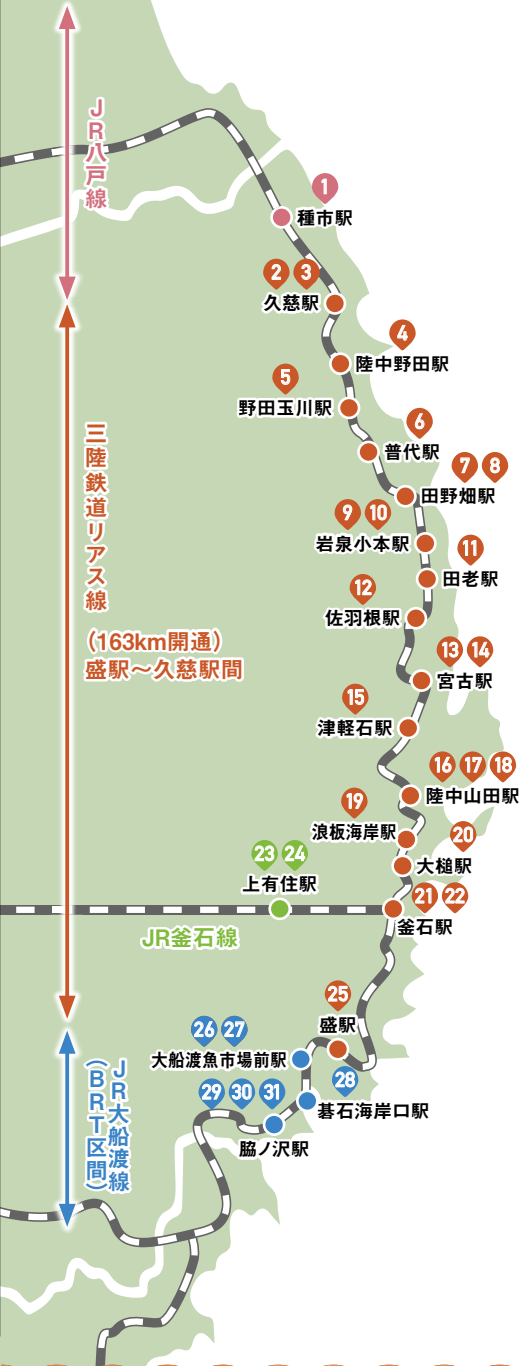 JR八戸線
1
種市駅
2 3
久慈駅
4
陸中野田駅
5
野田玉川駅
6
普代駅
7 8
田野畑駅
9 10
岩泉小本駅
11
田老駅
12
佐羽根駅
三陸鉄道リアス線
（163km開通）
盛駅～久慈駅間
13 14
宮古駅
15
津軽石駅
16 17 18
陸中山田駅
19
浪板海岸駅
20
大槌駅
23 24
上有住駅
21 22
釜石駅
JR釜石線
25
盛駅
26 27
大船渡魚市場前駅
28
碁石海岸口駅
29 30 31
脇ノ沢駅
JR大船渡線
（BRT区間）